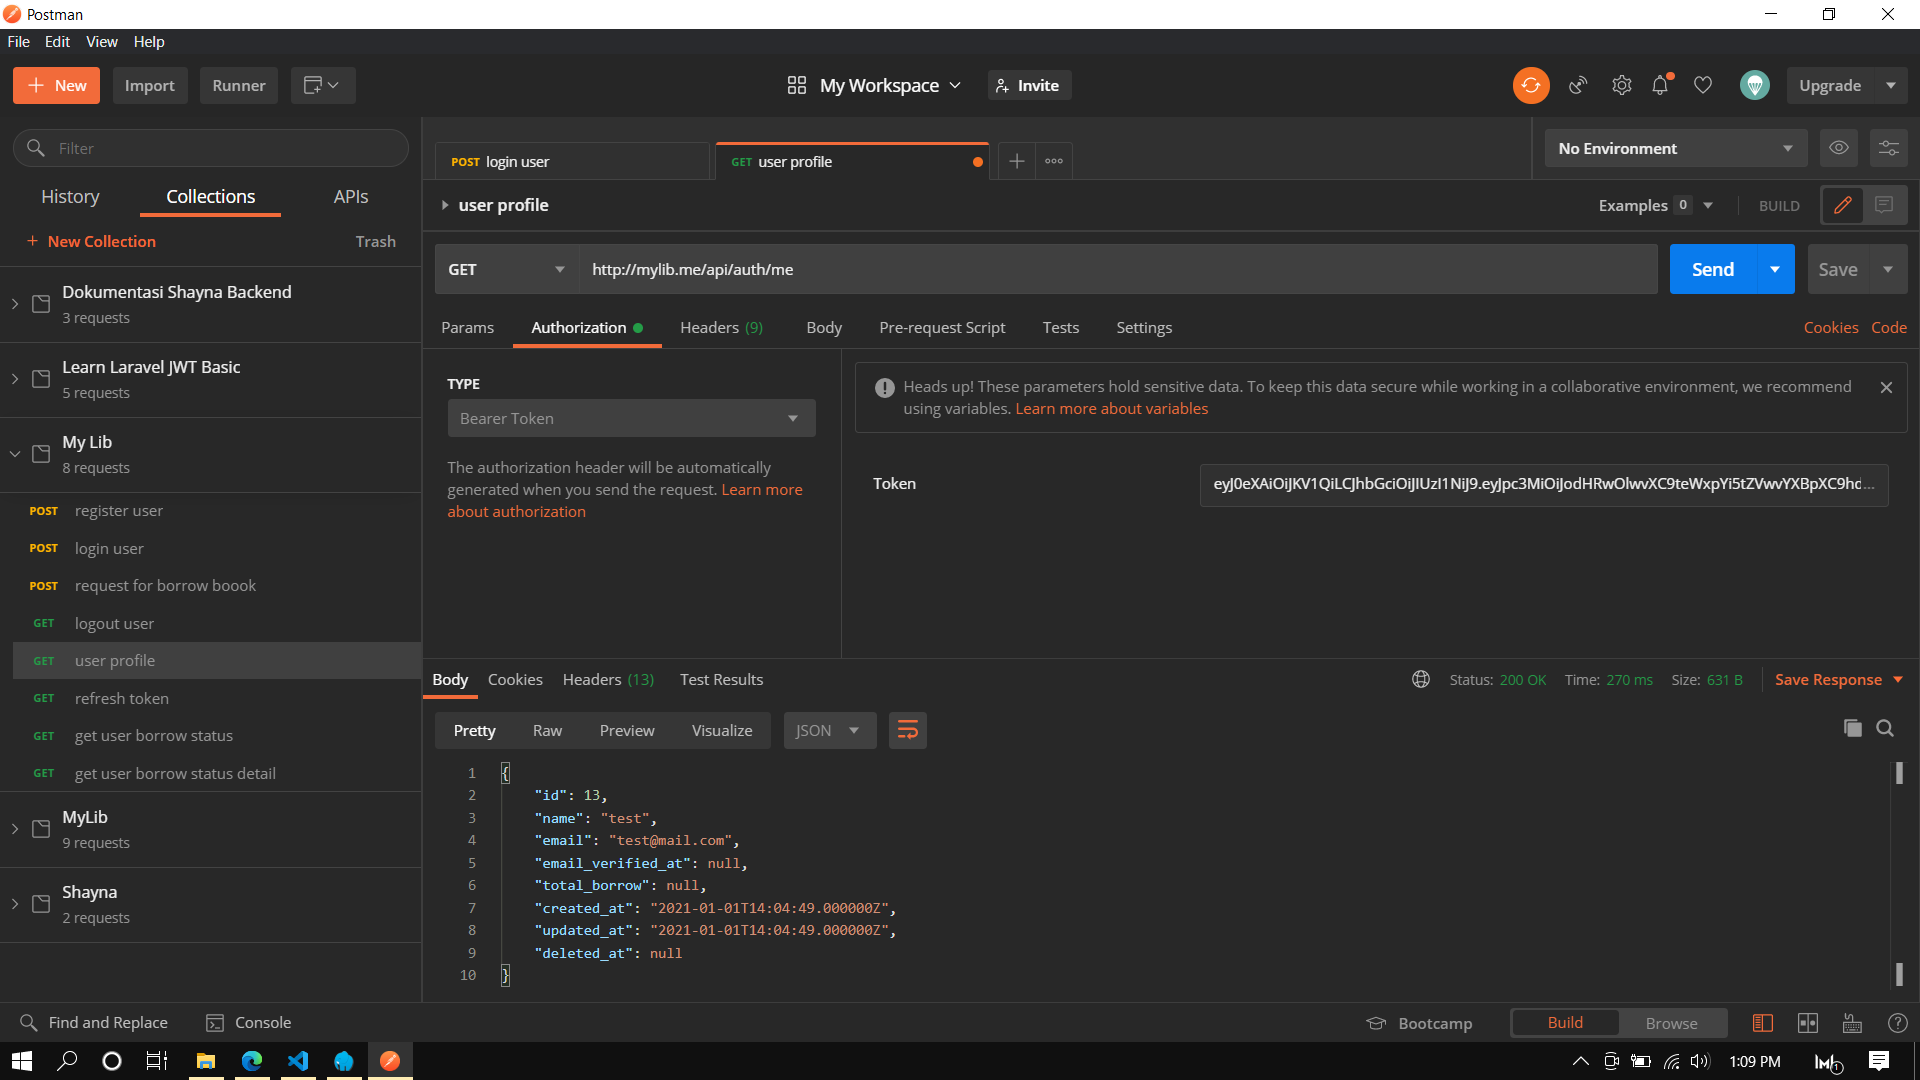 Postman
File Edit View Help
New Import Runner My Workspace Invite Upgrade
Filter
History Collections APIs
+ New Collection Trash
Dokumentasi Shayna Backend
3 requests
Learn Laravel JWT Basic
5 requests
My Lib
8 requests
POST register user
POST login user
POST request for borrow boook
GET logout user
GET user profile
GET refresh token
GET get user borrow status
GET get user borrow status detail
MyLib
9 requests
Shayna
2 requests
POST login user GET user profile
No Environment
user profile
Examples 0 BUILD
GET http://mylib.me/api/auth/me Send Save
Params Authorization Headers (9) Body Pre-request Script Tests Settings Cookies Code
TYPE
Bearer Token
The authorization header will be automatically
generated when you send the request. Learn more
about authorization
Heads up! These parameters hold sensitive data. To keep this data secure while working in a collaborative environment, we recommend
using variables. Learn more about variables
Token eyJ0eXAiOiJKV1QiLCJhbGciOiJIUzI1NiJ9.eyJpc3MiOiJodHRwOlwvXC9teWxpYi5tZVwvYXBpXC9hd...
Body Cookies Headers (13) Test Results Status: 200 OK Time: 270 ms Size: 631 B Save Response
Pretty Raw Preview Visualize JSON
1 {
2 "id": 13,
3 "name": "test",
4 "email": "test@mail.com",
5 "email_verified_at": null,
6 "total_borrow": null,
7 "created_at": "2021-01-01T14:04:49.000000Z",
8 "updated_at": "2021-01-01T14:04:49.000000Z",
9 "deleted_at": null
10 }
Find and Replace Console Bootcamp Build Browse
1:09 PM
1